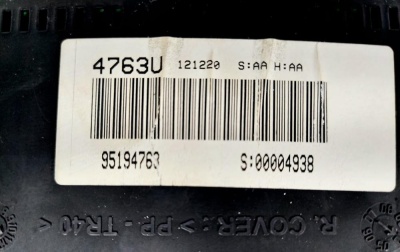 4763U 121220 S:AA H:AA
95194763 S:00004938
R. COVER: >PP-TR40<